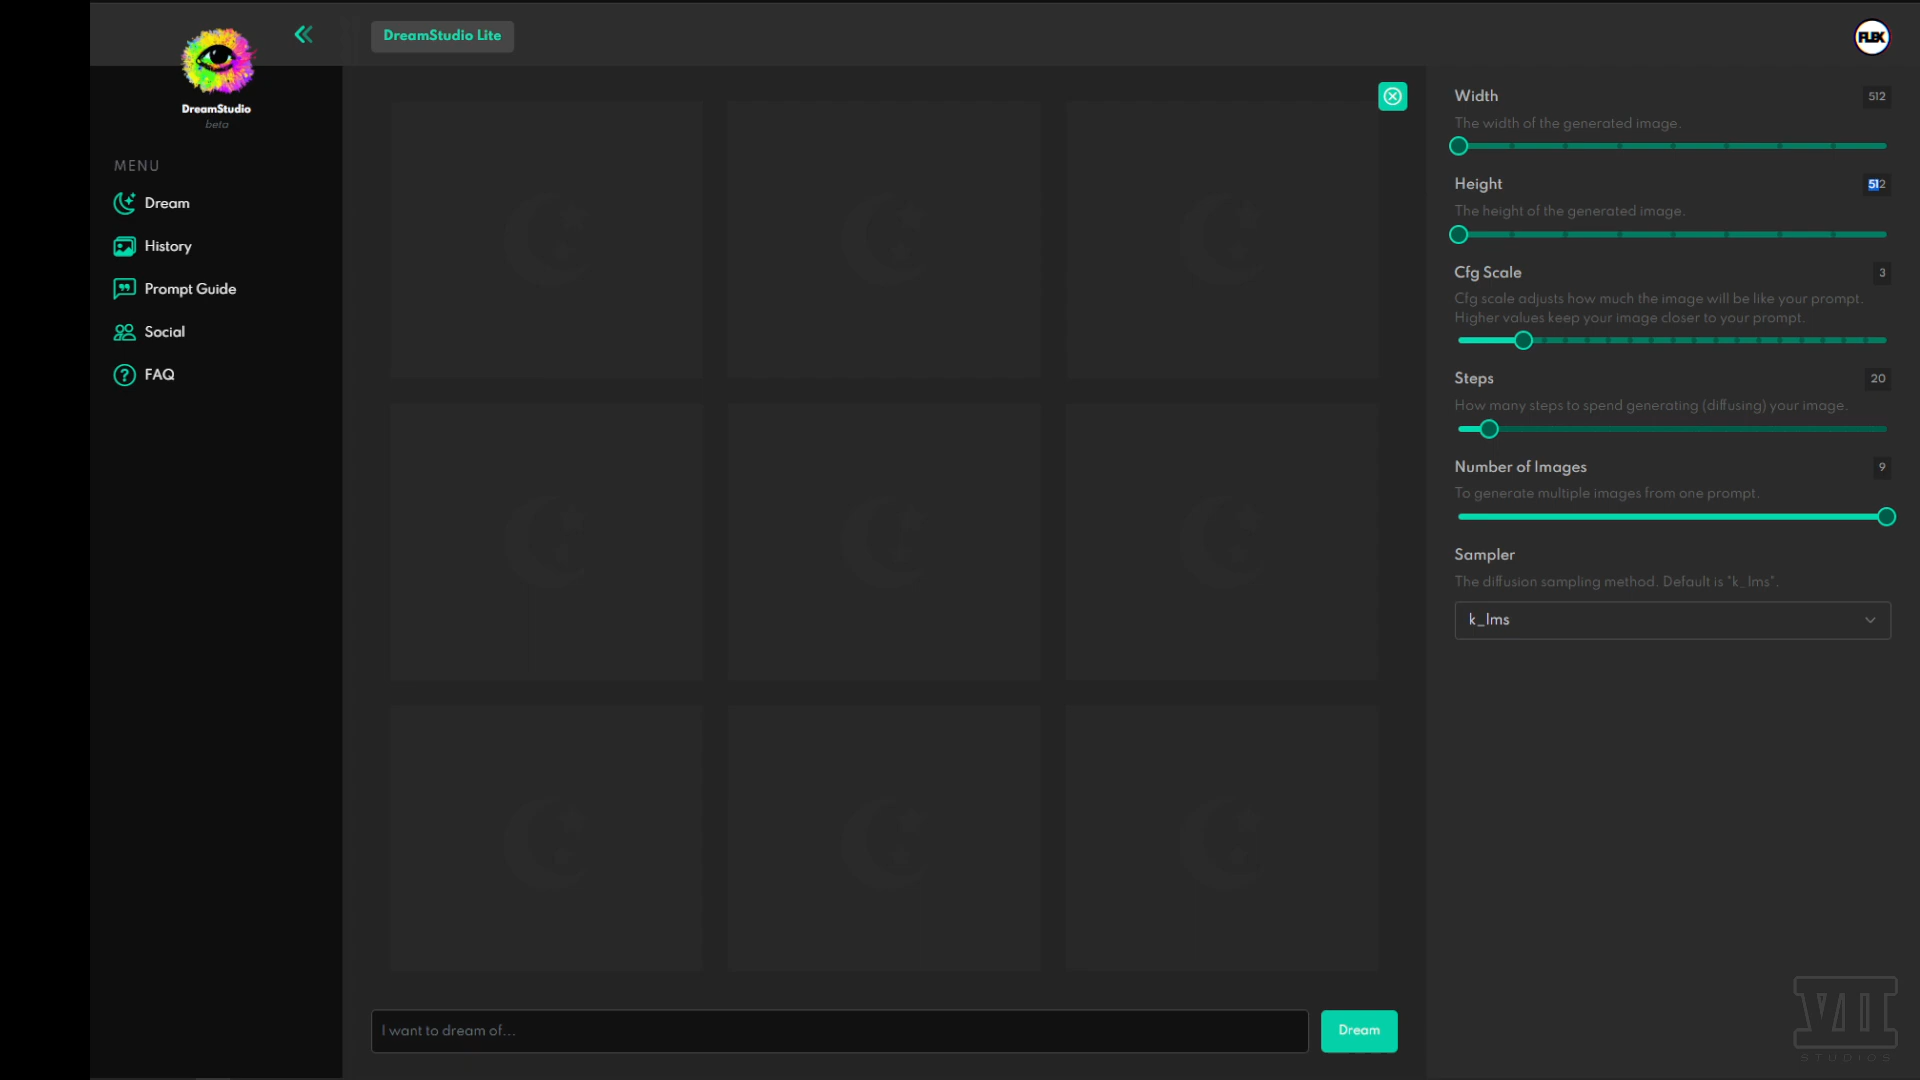 DreamStudio Lite
FLEX
DreamStudio
beta
MENU
Dream
History
Prompt Guide
Social
FAQ
I want to dream of...
Dream
Width
512
The width of the generated image.
Height
512
The height of the generated image.
Cfg Scale
3
Cfg scale adjusts how much the image will be like your prompt.
Higher values keep your image closer to your prompt.
Steps
20
How many steps to spend generating (diffusing) your image.
Number of Images
9
To generate multiple images from one prompt.
Sampler
The diffusion sampling method. Default is "k_lms".
k_lms
VII
STUDIOS